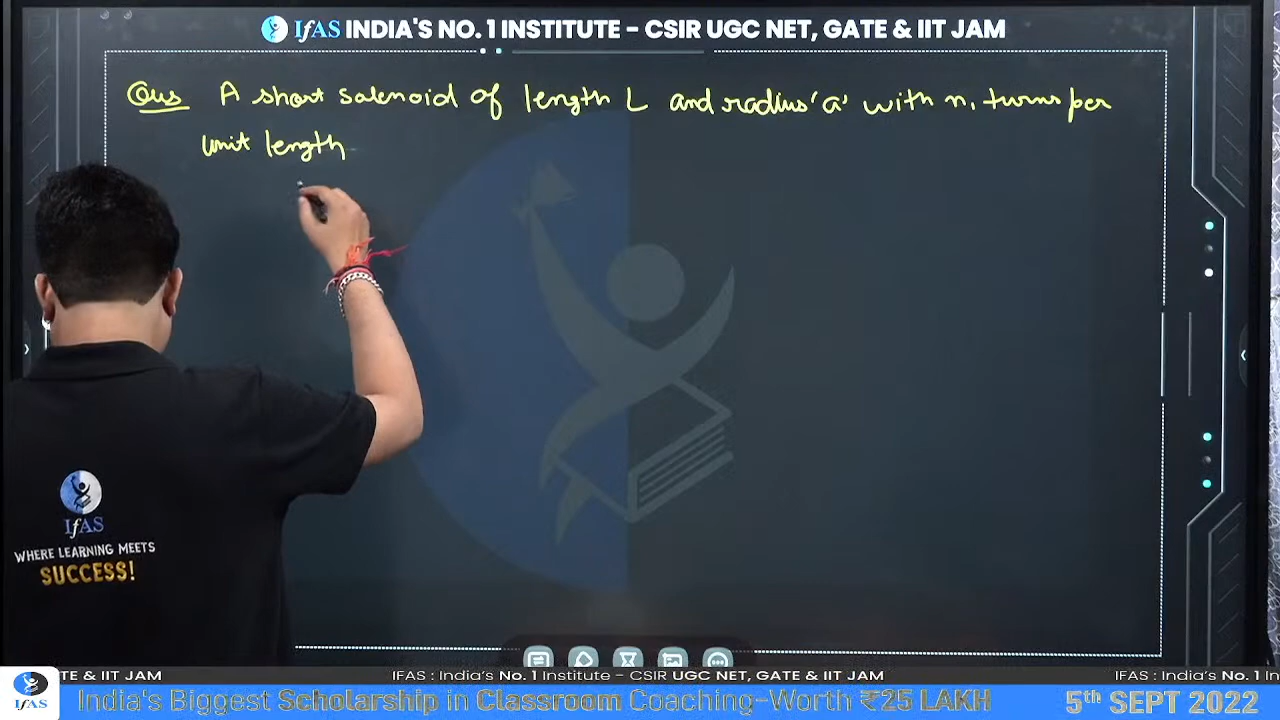 IfAS INDIA'S NO. 1 INSTITUTE - CSIR UGC NET, GATE & IIT JAM
Ques A short solenoid of length L and radius 'a' with n, turns per
unit length
IfAS
WHERE LEARNING MEETS
SUCCESS!
TE & IIT JAM IFAS : India's No. 1 Institute - CSIR UGC NET, GATE & IIT JAM IFAS : India's No. 1 In
IFAS India's Biggest Scholarship in Classroom Coaching-Worth ₹25 LAKH 5th SEPT 2022